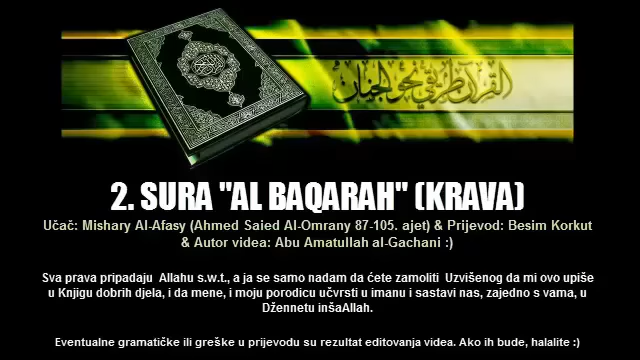 القرآن طريقي نحو الجنان
2. SURA "AL BAQARAH" (KRAVA)
Učač: Mishary Al-Afasy (Ahmed Saied Al-Omrany 87-105. ajet) & Prijevod: Besim Korkut
& Autor videa: Abu Amatullah al-Gachani :)
Sva prava pripadaju Allahu s.w.t., a ja se samo nadam da ćete zamoliti Uzvišenog da mi ovo upiše
u Knjigu dobrih djela, i da mene, i moju porodicu učvrsti u imanu i sastavi nas, zajedno s vama, u
Džennetu inšaAllah.
Eventualne gramatičke ili greške u prijevodu su rezultat editovanja videa. Ako ih bude, halalite :)